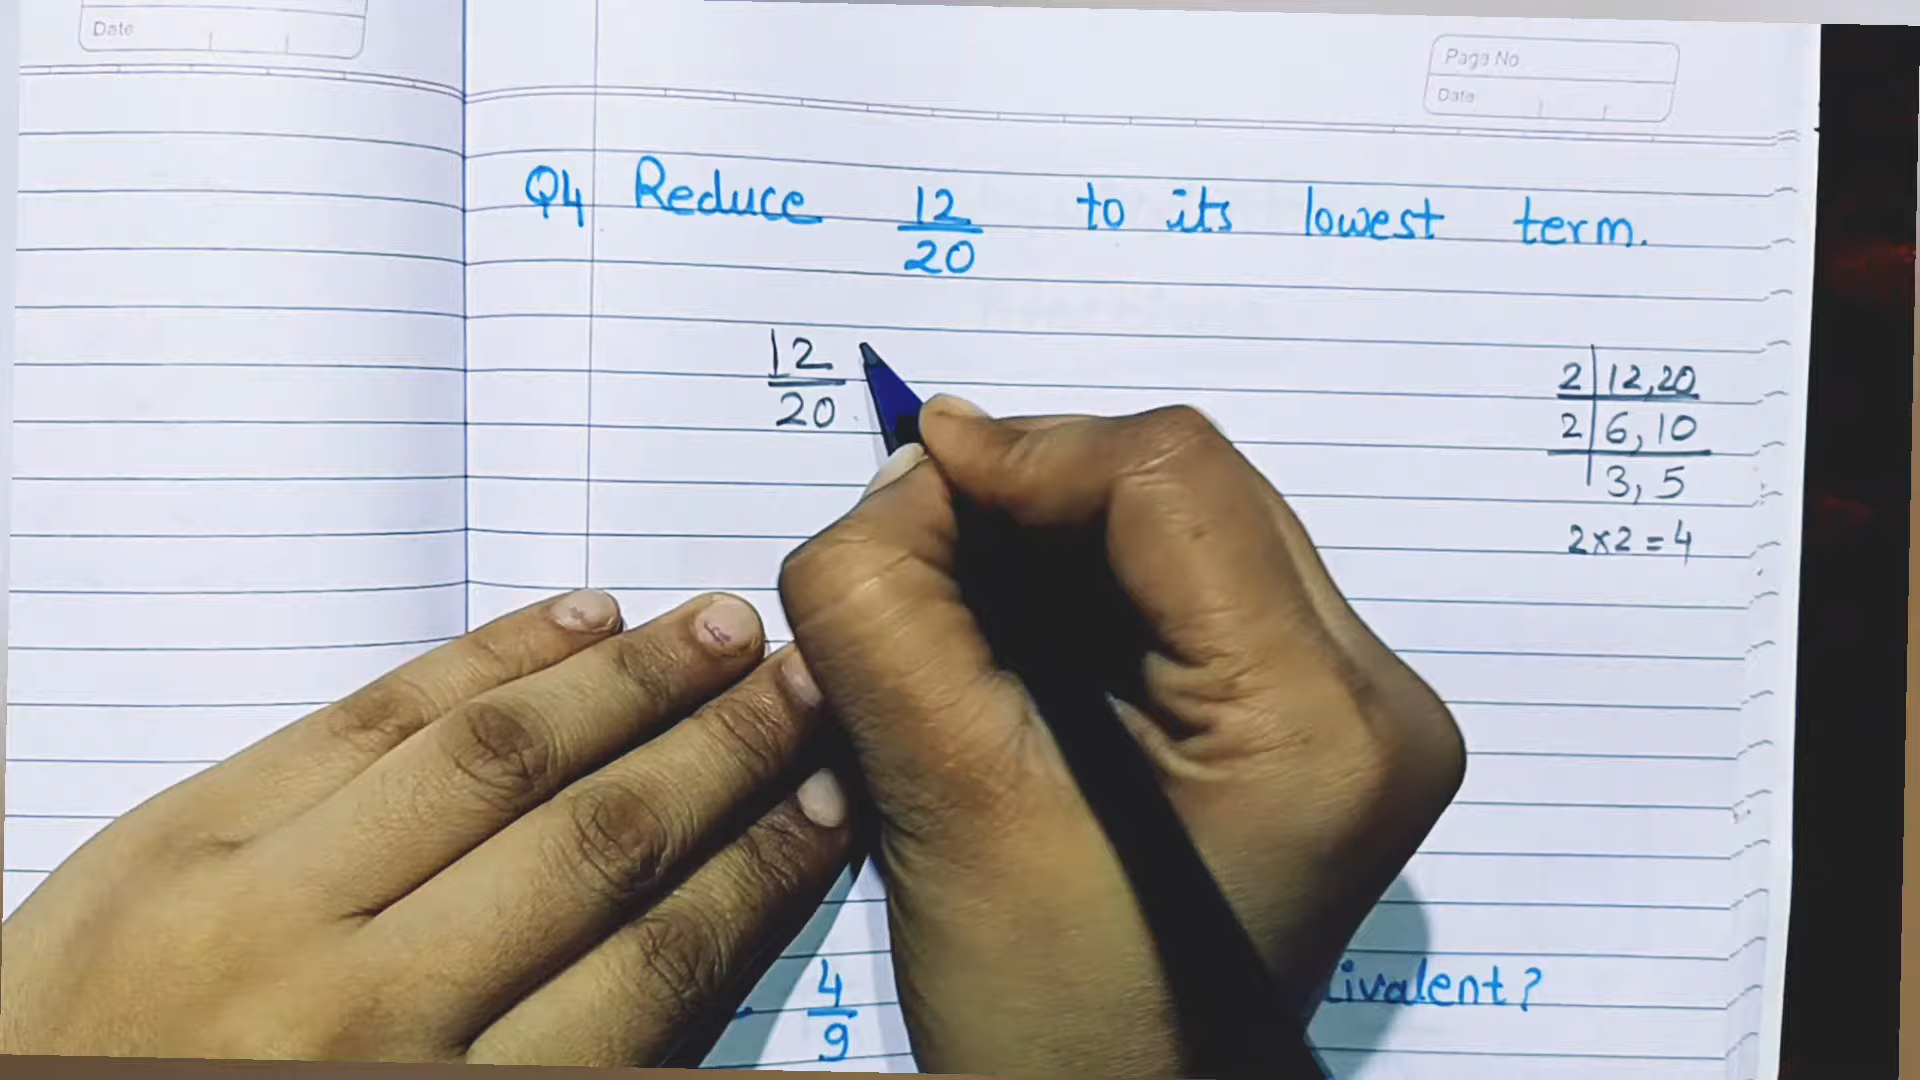 Date
Page No
Date
Q4 Reduce 12/20 to its lowest term.
12/20
2 | 12, 20
2 | 6, 10
| 3, 5
2 × 2 = 4
4/9
ivalent?